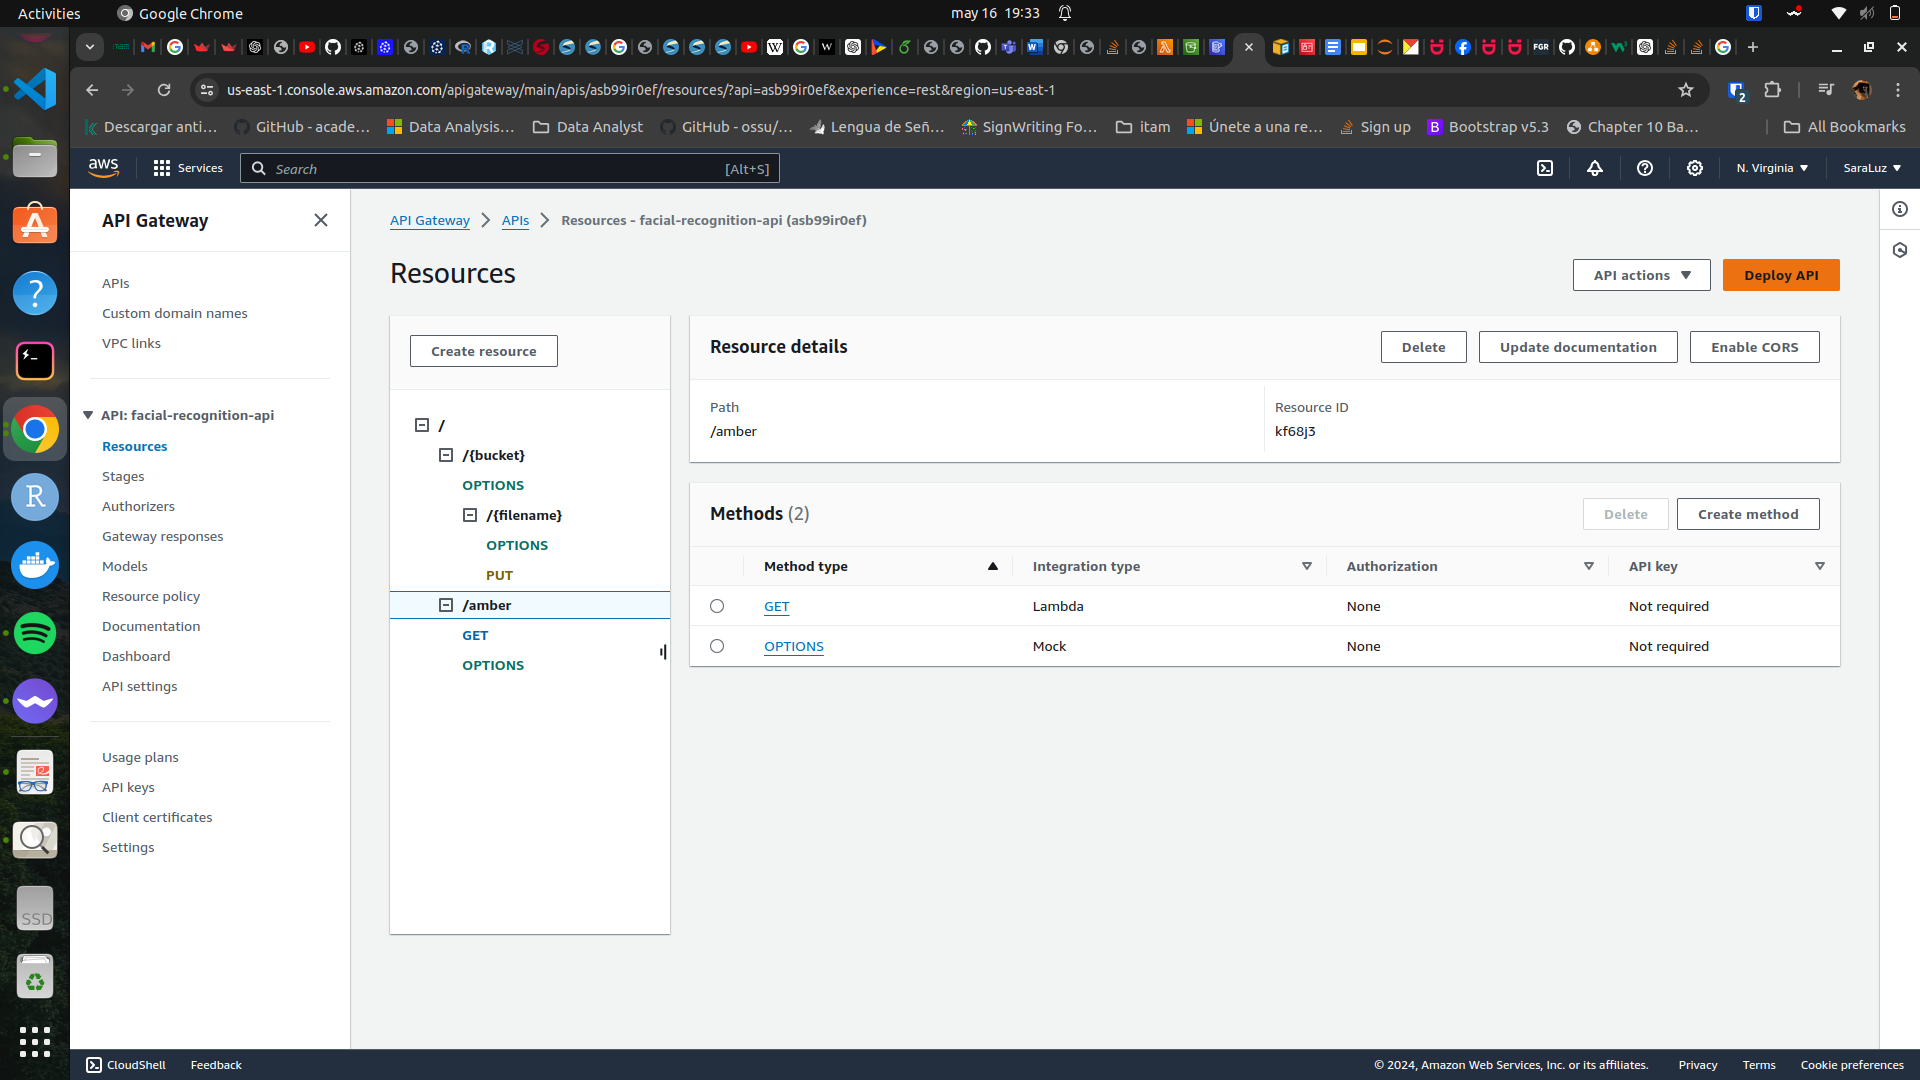 Activities
Google Chrome
may 16 19:33
us-east-1.console.aws.amazon.com/apigateway/main/apis/asb99ir0ef/resources/?api=asb99ir0ef&experience=rest&region=us-east-1
2
Descargar anti...
GitHub - acade...
Data Analysis...
Data Analyst
GitHub - ossu/...
Lengua de Señ...
SignWriting Fo...
itam
Únete a una re...
Sign up
B
Bootstrap v5.3
Chapter 10 Ba...
All Bookmarks
aws
Services
Search
[Alt+S]
N. Virginia
SaraLuz
API Gateway
APIs
Custom domain names
VPC links
API: facial-recognition-api
Resources
Stages
Authorizers
Gateway responses
Models
Resource policy
Documentation
Dashboard
API settings
Usage plans
API keys
Client certificates
Settings
API Gateway
APIs
Resources - facial-recognition-api (asb99ir0ef)
Resources
API actions
Deploy API
Create resource
/
/{bucket}
OPTIONS
/{filename}
OPTIONS
PUT
/amber
GET
OPTIONS
Resource details
Delete
Update documentation
Enable CORS
Path
/amber
Resource ID
kf68j3
Methods (2)
Delete
Create method
Method type
Integration type
Authorization
API key
GET
Lambda
None
Not required
OPTIONS
Mock
None
Not required
R
SSD
CloudShell
Feedback
© 2024, Amazon Web Services, Inc. or its affiliates.
Privacy
Terms
Cookie preferences